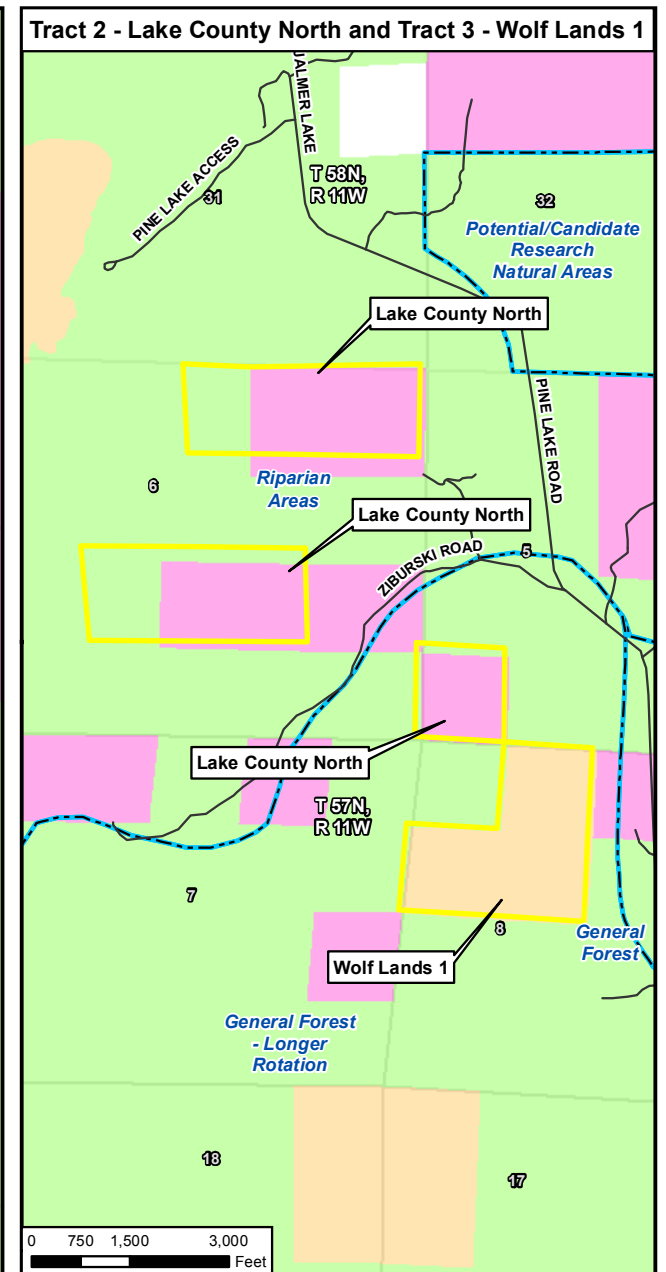 Tract 2 - Lake County North and Tract 3 - Wolf Lands 1
JALMER LAKE
PINE LAKE ACCESS
31
T 58N,
R 11W
32
Potential/Candidate
Research
Natural Areas
Lake County North
PINE LAKE ROAD
6
Riparian
Areas
Lake County North
ZIBURSKI ROAD
5
Lake County North
T 57N,
R 11W
7
8
General
Forest
Wolf Lands 1
General Forest
- Longer
Rotation
18
17
0 750 1,500 3,000
Feet